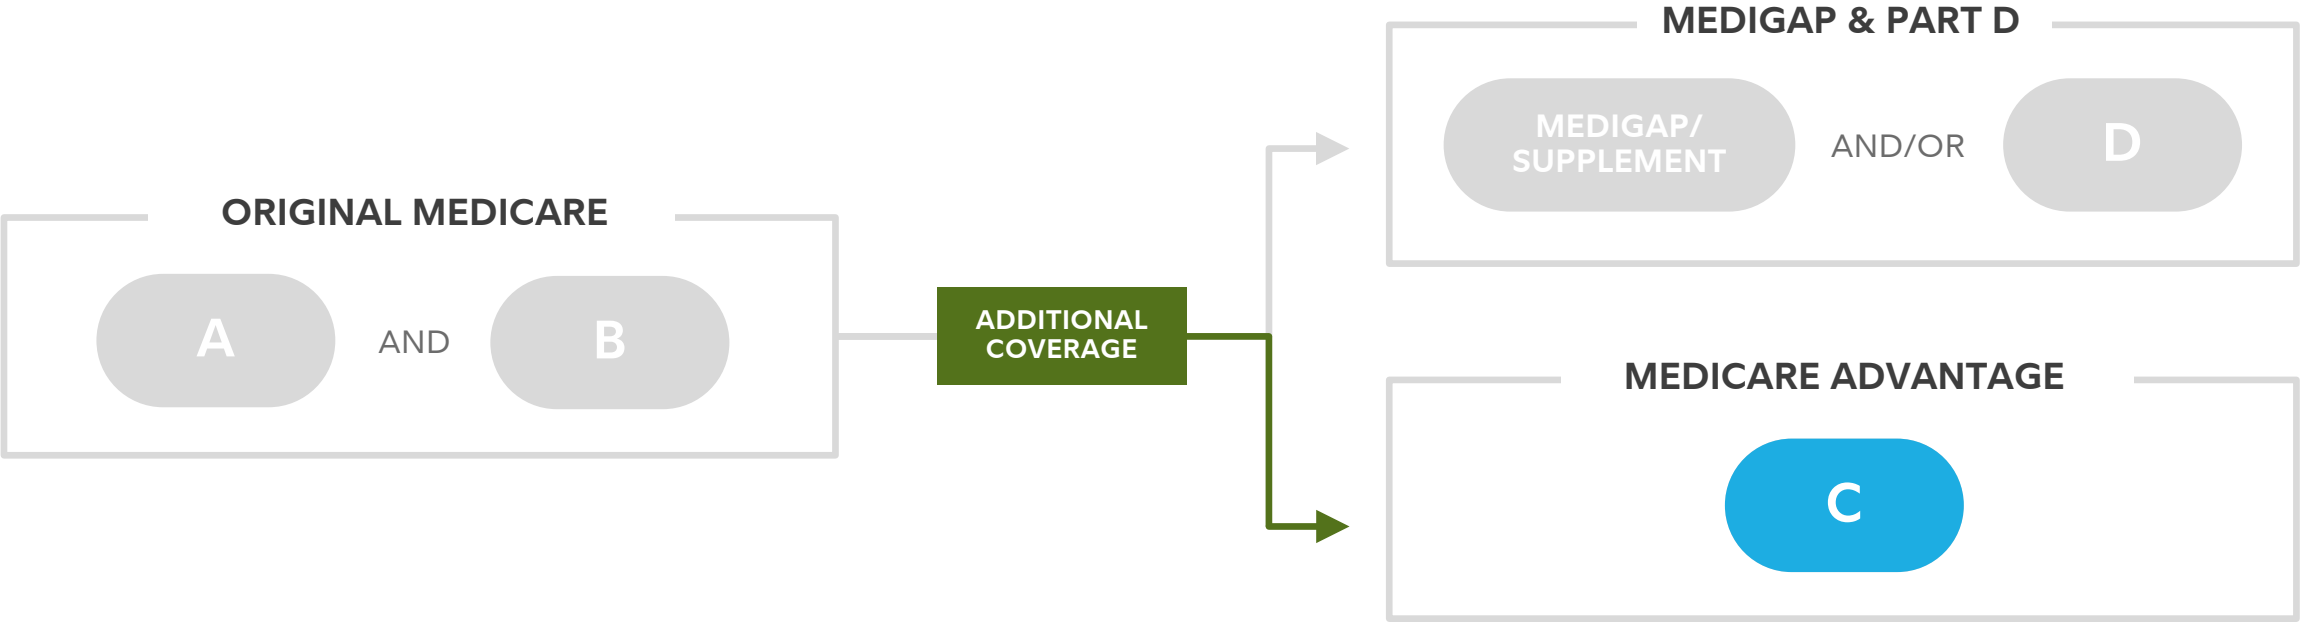 ORIGINAL MEDICARE
A AND B
ADDITIONAL
COVERAGE
MEDIGAP & PART D
MEDIGAP/
SUPPLEMENT
AND/OR
D
MEDICARE ADVANTAGE
C